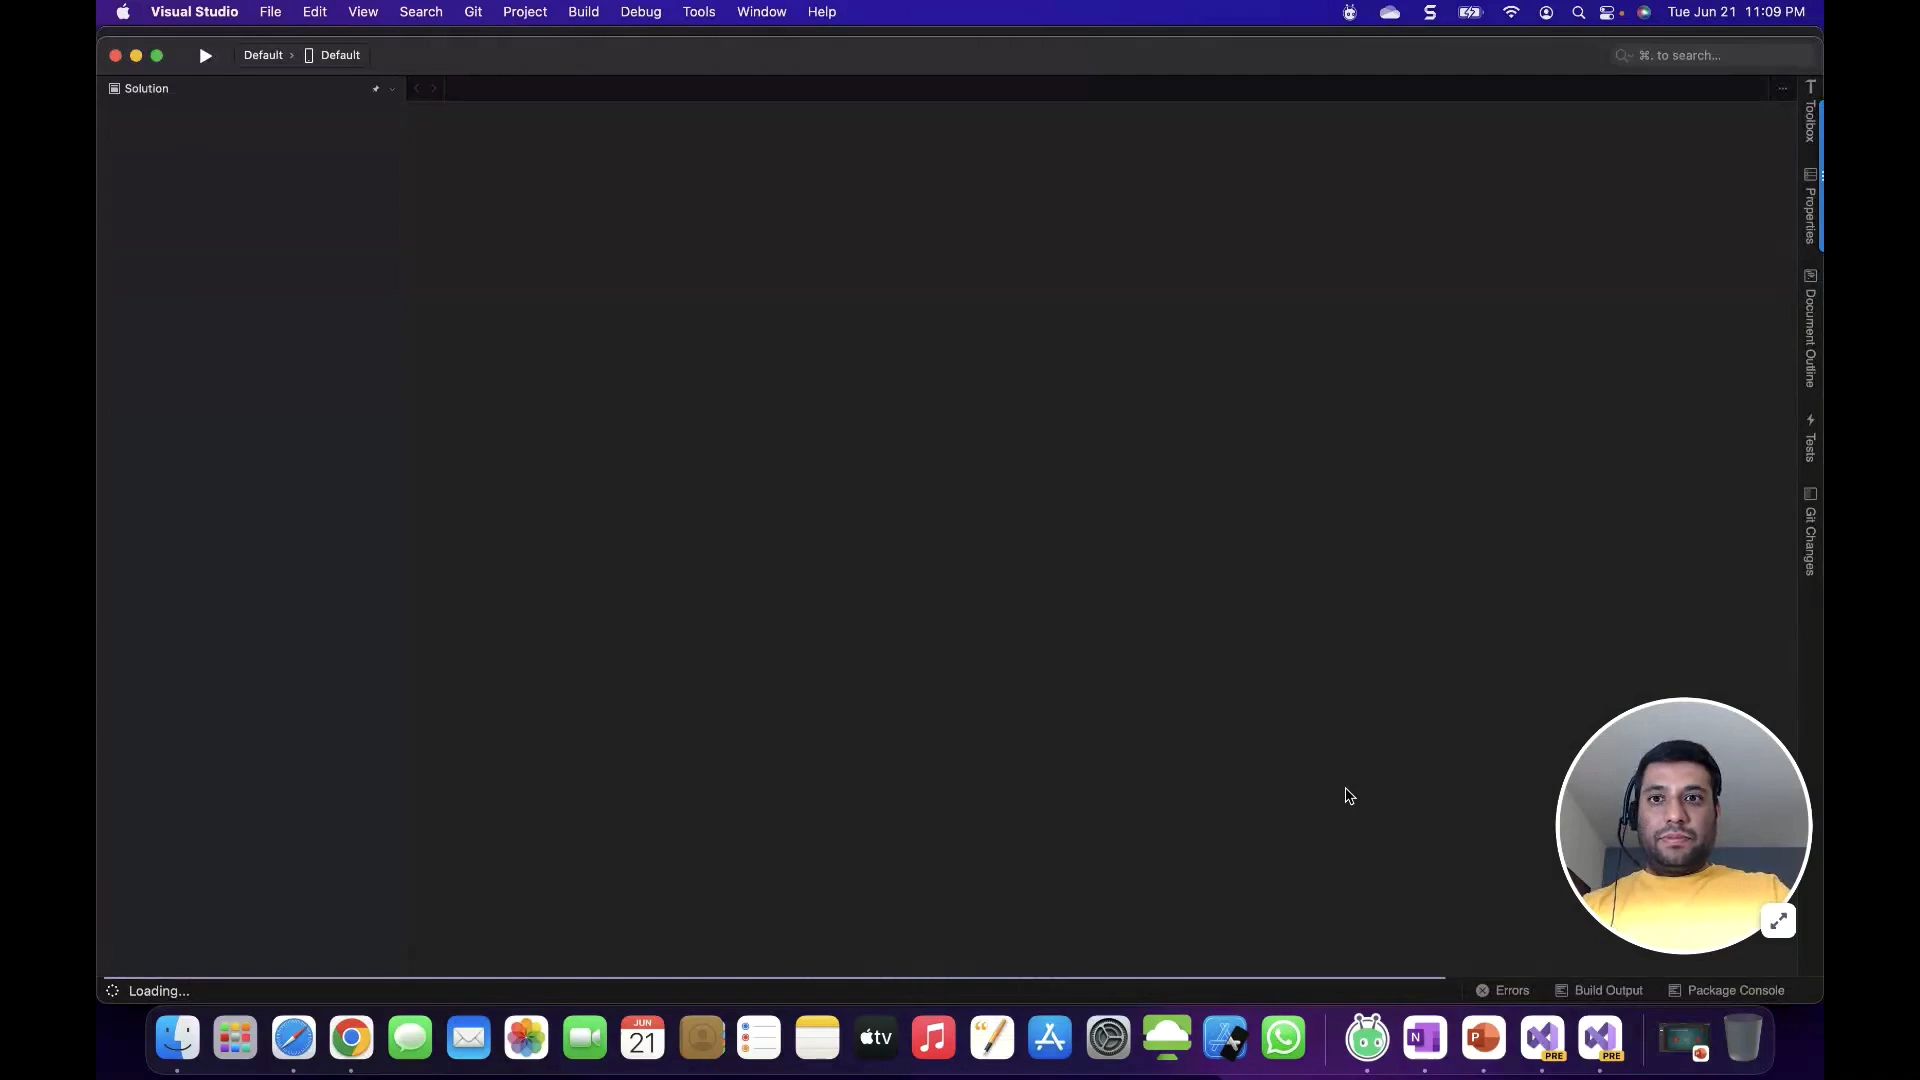 Visual Studio File Edit View Search Git Project Build Debug Tools Window Help
S
Tue Jun 21 11:09 PM
Default › Default
⌘. to search...
Solution
Toolbox
Properties
Document Outline
Tests
Git Changes
Loading...
Errors
Build Output
Package Console
JUN
21
tv
N
P
PRE
PRE